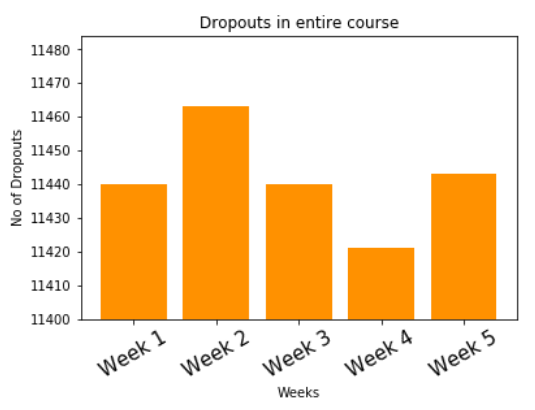 Dropouts in entire course
No of Dropouts
11480
11470
11460
11450
11440
11430
11420
11410
11400
Week 1
Week 2
Week 3
Week 4
Week 5
Weeks